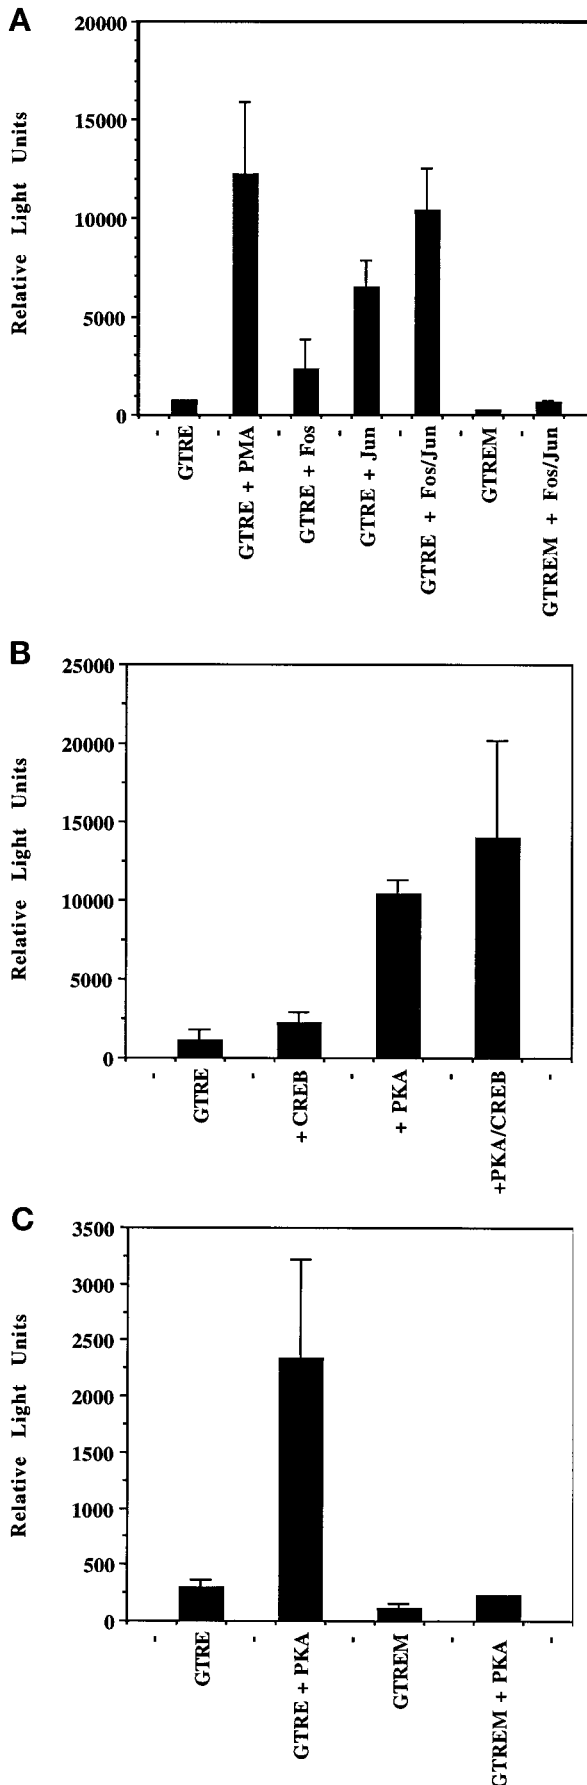 A
Relative Light Units
20000
15000
10000
5000
0
-
GTRE
-
GTRE + PMA
-
GTRE + Fos
-
GTRE + Jun
-
GTRE + Fos/Jun
-
GTREM
-
GTREM + Fos/Jun
B
Relative Light Units
25000
20000
15000
10000
5000
0
-
GTRE
-
+ CREB
-
+ PKA
-
+PKA/CREB
-
C
Relative Light Units
3500
3000
2500
2000
1500
1000
500
0
-
GTRE
-
GTRE + PKA
-
GTREM
-
GTREM + PKA
-